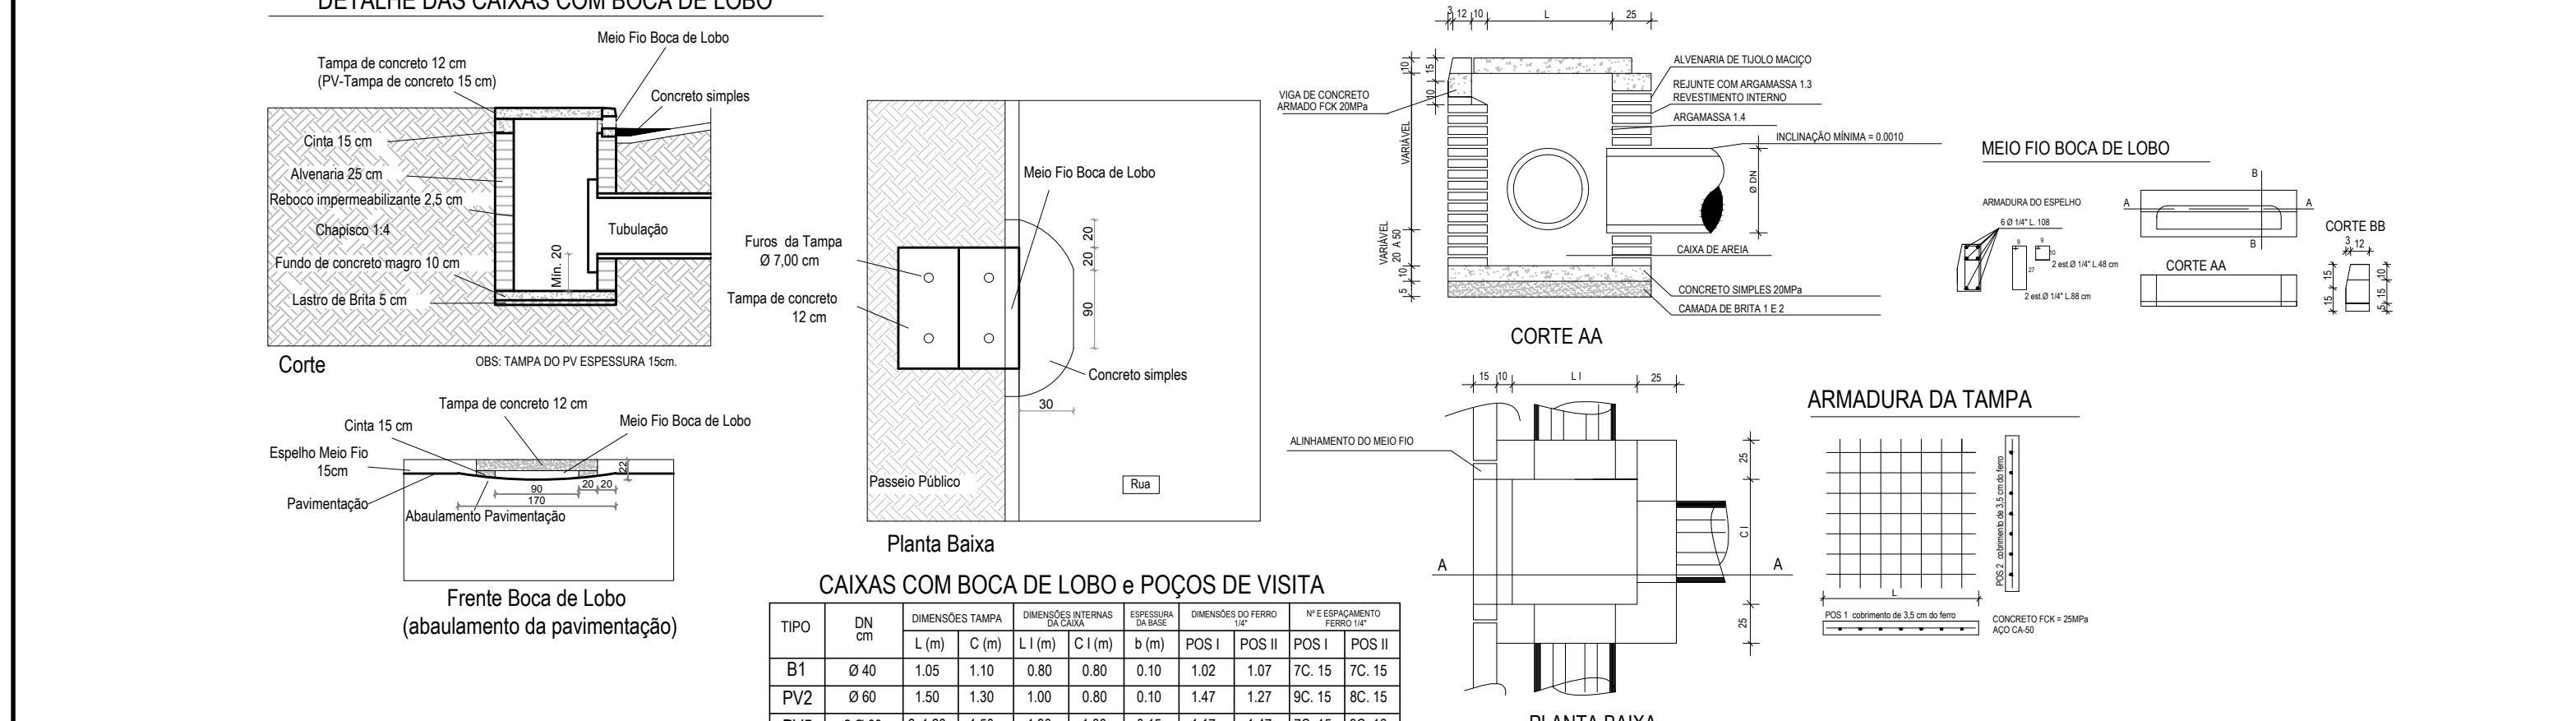 DETALHE DAS CAIXAS COM BOCA DE LOBO
Meio Fio Boca de Lobo
Tampa de concreto 12 cm
(PV-Tampa de concreto 15 cm)
Concreto simples
Cinta 15 cm
Alvenaria 25 cm
Reboco impermeabilizante 2,5 cm
Chapisco 1:4
Tubulação
Fundo de concreto magro 10 cm
Mín. 20
Lastro de Brita 5 cm
Corte
OBS: TAMPA DO PV ESPESSURA 15cm.
Tampa de concreto 12 cm
Cinta 15 cm
Meio Fio Boca de Lobo
Espelho Meio Fio
15cm
22
90
20
20
170
Pavimentação
Abaulamento Pavimentação
Frente Boca de Lobo
(abaulamento da pavimentação)
Meio Fio Boca de Lobo
Furos da Tampa
Ø 7,00 cm
Tampa de concreto
12 cm
20
20
90
Concreto simples
30
Passeio Público
Rua
Planta Baixa
3 12 10 L 25
10
15
10
VARIÁVEL
VARIÁVEL
20 A 50
10
5
VIGA DE CONCRETO
ARMADO FCK 20MPa
ALVENARIA DE TIJOLO MACIÇO
REJUNTE COM ARGAMASSA 1.3
REVESTIMENTO INTERNO
ARGAMASSA 1.4
INCLINAÇÃO MÍNIMA = 0.0010
Ø DN
CAIXA DE AREIA
CONCRETO SIMPLES 20MPa
CAMADA DE BRITA 1 E 2
CORTE AA
MEIO FIO BOCA DE LOBO
ARMADURA DO ESPELHO
6 Ø 1/4" L. 108
9
27
9
10
2 est.Ø 1/4" L.48 cm
2 est.Ø 1/4" L.88 cm
B
A A
B
CORTE AA
CORTE BB
3 12
15
15
10
15
5
15 10 L I 25
ALINHAMENTO DO MEIO FIO
25
C I
25
A A
PLANTA BAIXA
ARMADURA DA TAMPA
POS 2 cobrimento de 3,5 cm do ferro
L
POS 1 cobrimento de 3,5 cm do ferro
CONCRETO FCK = 25MPa
AÇO CA-50
CAIXAS COM BOCA DE LOBO e POÇOS DE VISITA
TIPO DN cm DIMENSÕES TAMPA DIMENSÕES INTERNAS DA CAIXA ESPESSURA DA BASE DIMENSÕES DO FERRO 1/4" Nº E ESPAÇAMENTO FERRO 1/4"
L (m) C (m) L I (m) C I (m) b (m) POS I POS II POS I POS II
B1 Ø 40 1.05 1.10 0.80 0.80 0.10 1.02 1.07 7C. 15 7C. 15
PV2 Ø 60 1.50 1.30 1.00 0.80 0.10 1.47 1.27 9C. 15 8C. 15